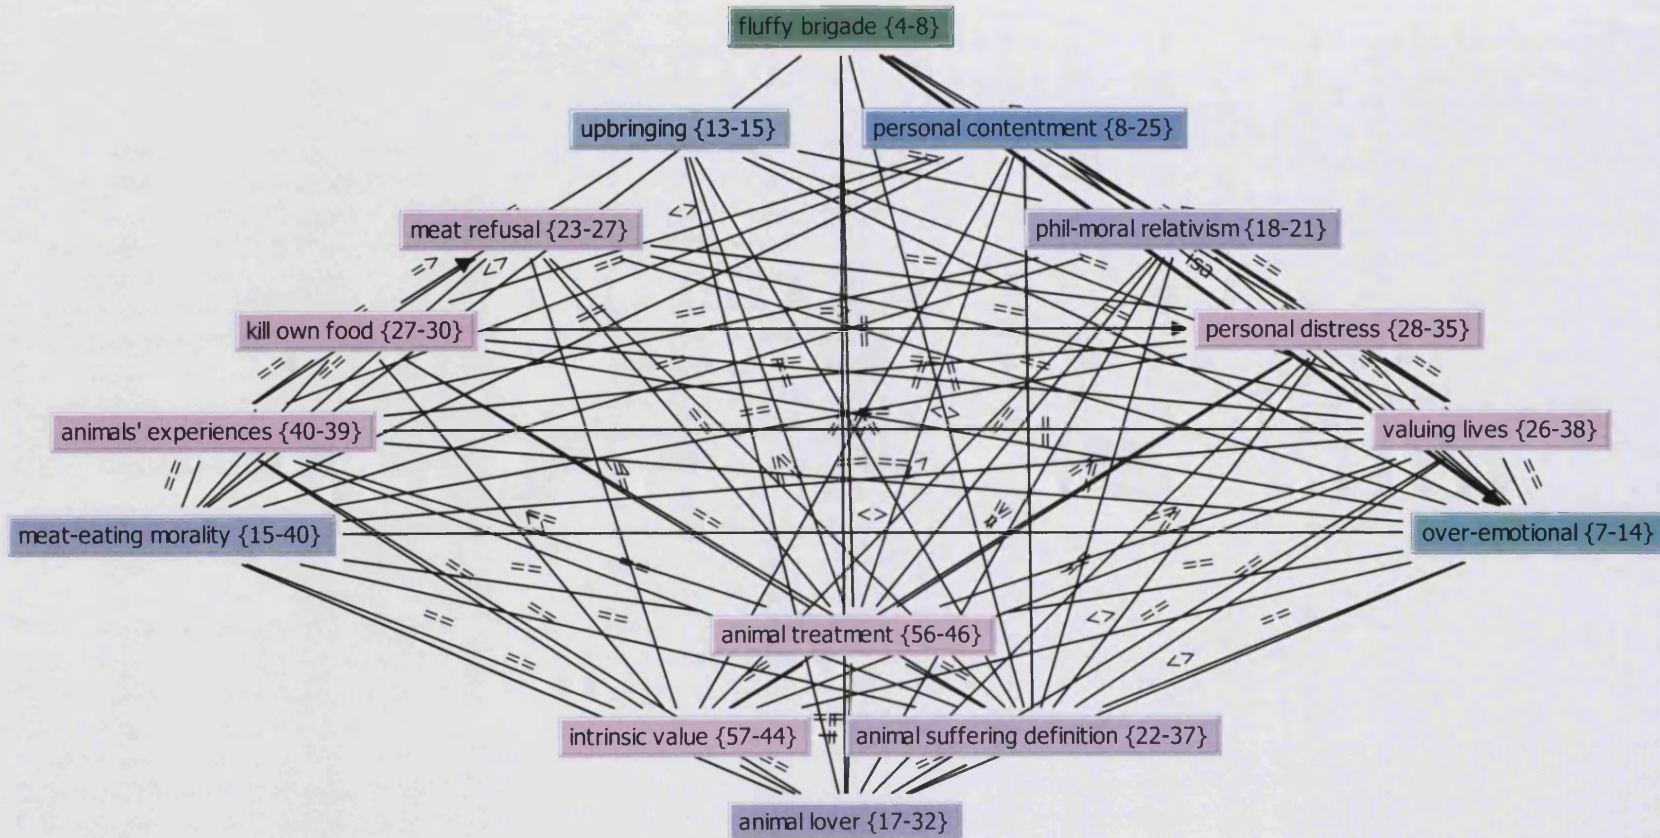 fluffy brigade {4-8}
upbringing {13-15}
personal contentment {8-25}
meat refusal {23-27}
phil-moral relativism {18-21}
isa
kill own food {27-30}
personal distress {28-35}
animals' experiences {40-39}
valuing lives {26-38}
meat-eating morality {15-40}
over-emotional {7-14}
animal treatment {56-46}
intrinsic value {57-44}
animal suffering definition {22-37}
animal lover {17-32}